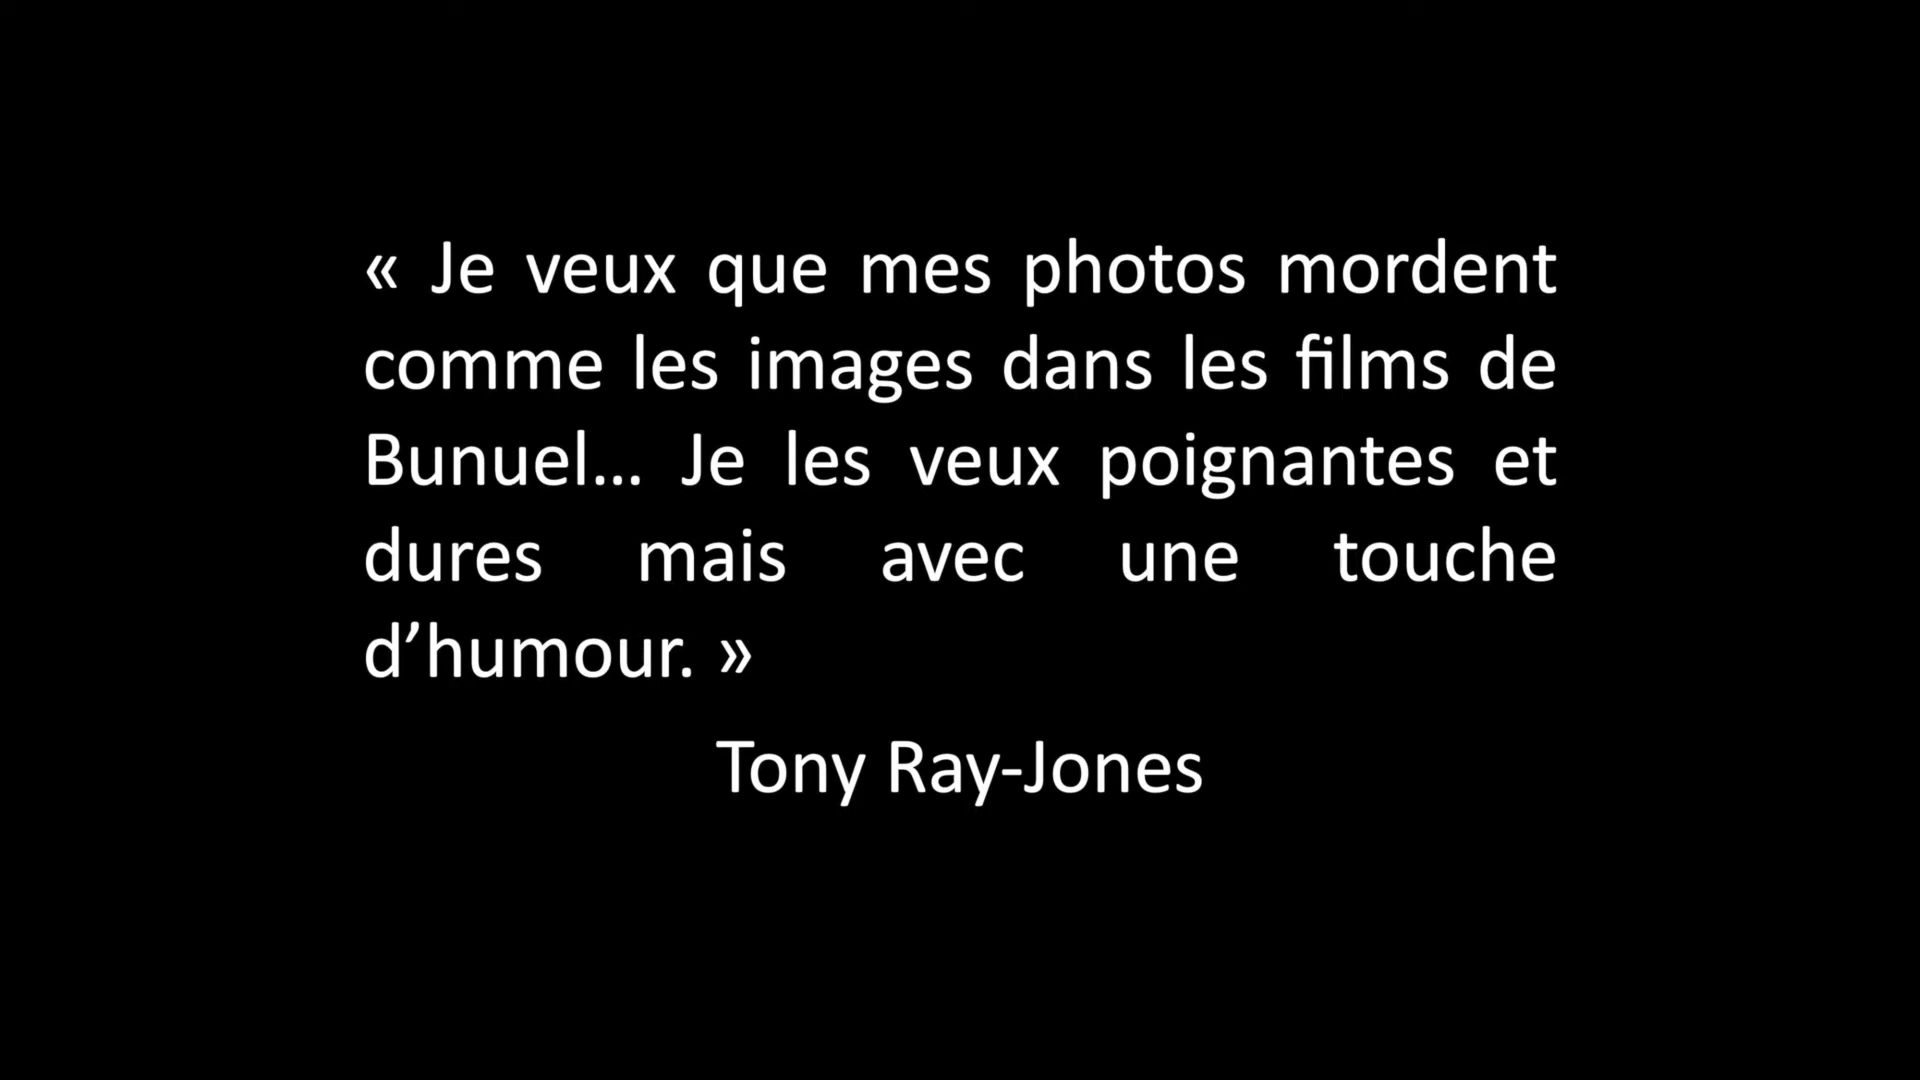 « Je veux que mes photos mordent
comme les images dans les films de
Bunuel… Je les veux poignantes et
dures mais avec une touche
d’humour. »
Tony Ray-Jones